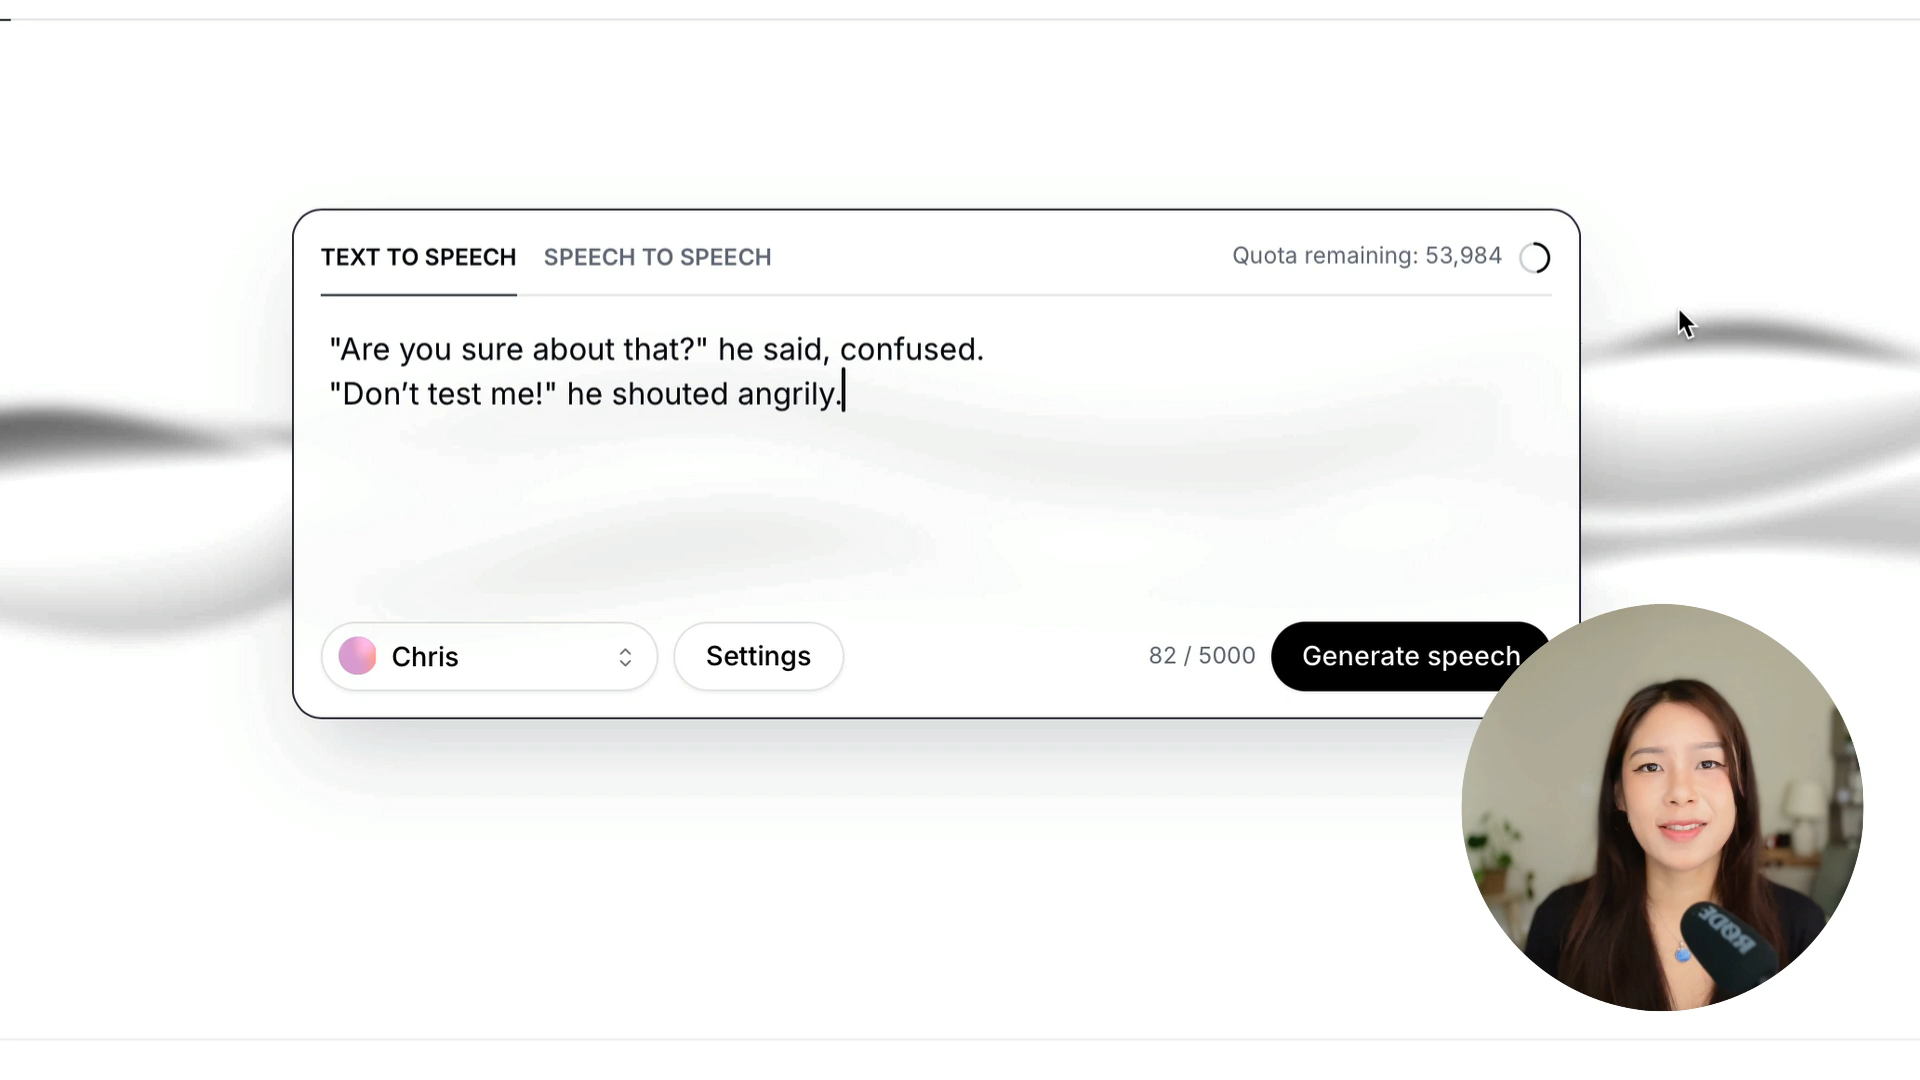 TEXT TO SPEECH SPEECH TO SPEECH Quota remaining: 53,984
"Are you sure about that?" he said, confused.
"Don’t test me!" he shouted angrily.
Chris Settings 82 / 5000 Generate speech
RØDE